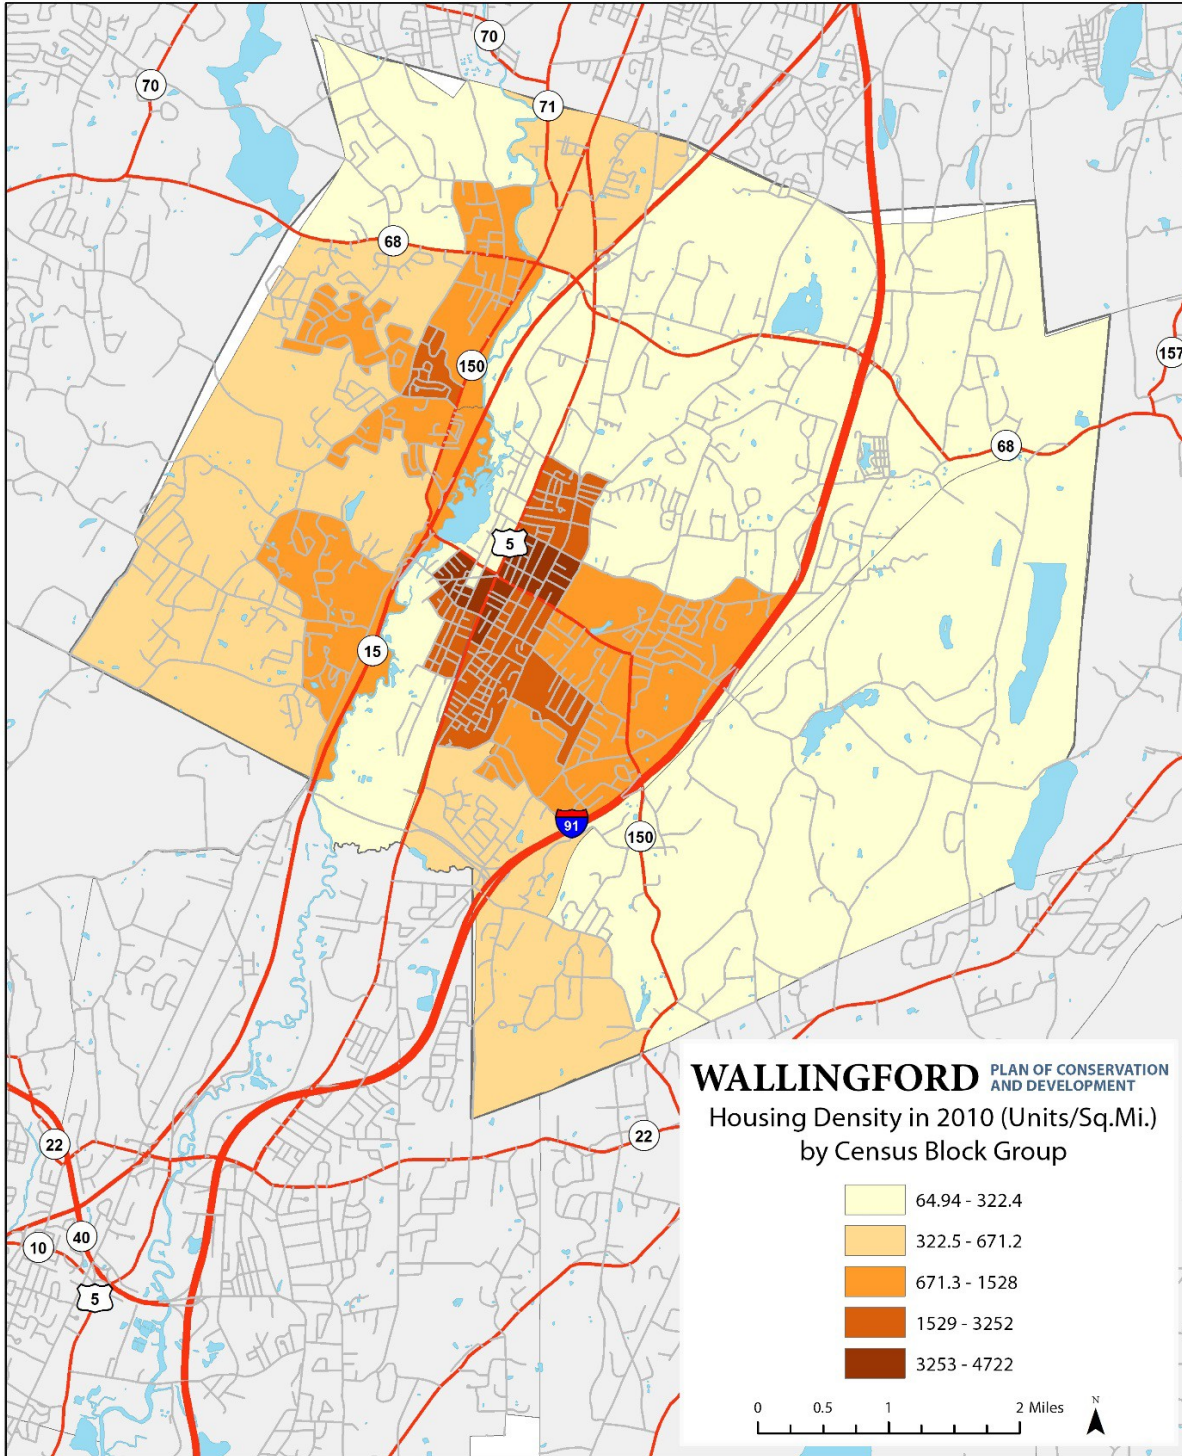 70
70
71
68
150
157
68
5
15
91
150
WALLINGFORD PLAN OF CONSERVATION
AND DEVELOPMENT
Housing Density in 2010 (Units/Sq.Mi.)
by Census Block Group
64.94 - 322.4
322.5 - 671.2
671.3 - 1528
1529 - 3252
3253 - 4722
0 0.5 1 2 Miles
N
22
22
40
10
5